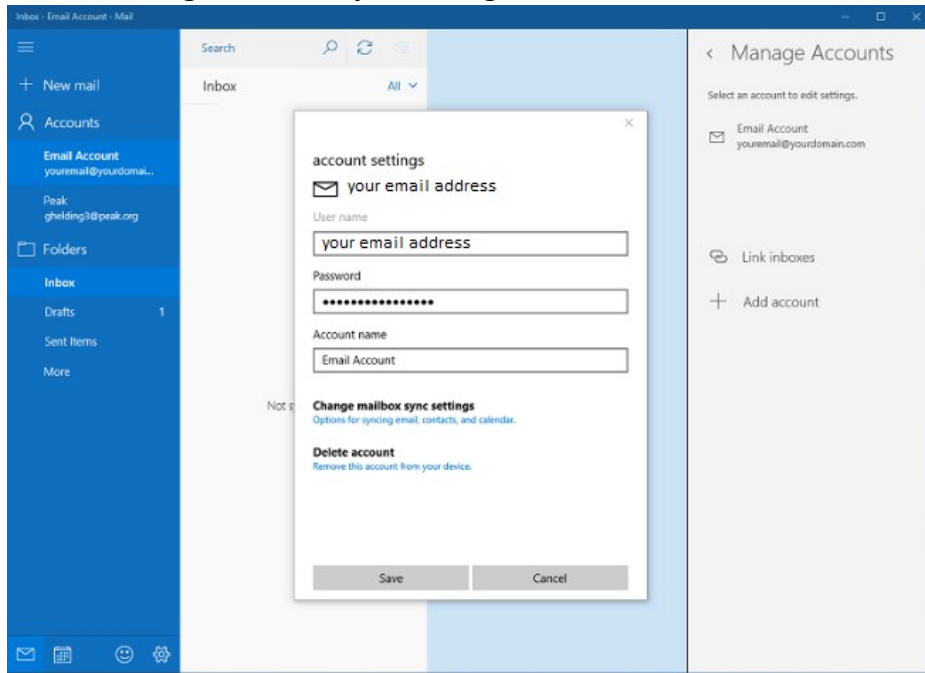 Inbox - Email Account - Mail
New mail
Accounts
Email Account
youremail@yourdomai...
Peak
ghelding3@peak.org
Folders
Inbox
Drafts 1
Sent Items
More
Search
Inbox All
Not s
account settings
your email address
User name
your email address
Password
••••••••••••••••
Account name
Email Account
Change mailbox sync settings
Options for syncing email, contacts, and calendar.
Delete account
Remove this account from your device.
Save Cancel
Manage Accounts
Select an account to edit settings.
Email Account
youremail@yourdomain.com
Link inboxes
Add account